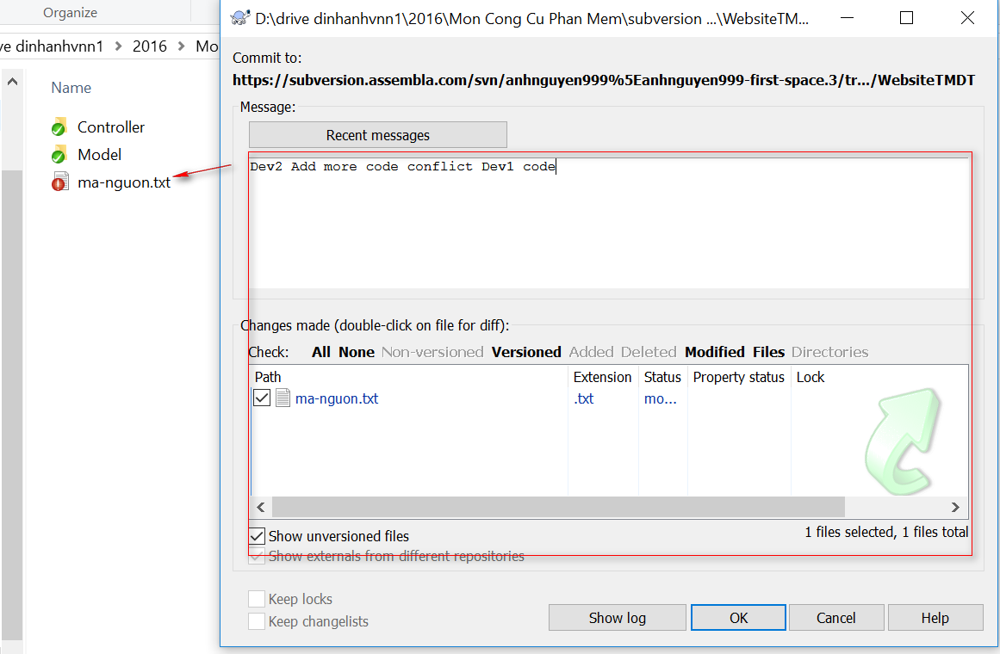 Organize
ve dinhanhvnn1 > 2016 > Mo
Name
Controller
Model
ma-nguon.txt
D:\drive dinhanhvnn1\2016\Mon Cong Cu Phan Mem\subversion ...\WebsiteTM...
Commit to:
https://subversion.assembla.com/svn/anhnguyen999%5Eanhnguyen999-first-space.3/tr.../WebsiteTMDT
Message:
Recent messages
Dev2 Add more code conflict Dev1 code
Changes made (double-click on file for diff):
Check: All None Non-versioned Versioned Added Deleted Modified Files Directories
Path Extension Status Property status Lock
ma-nguon.txt .txt mo...
Show unversioned files
1 files selected, 1 files total
Show externals from different repositories
Keep locks
Keep changelists
Show log OK Cancel Help